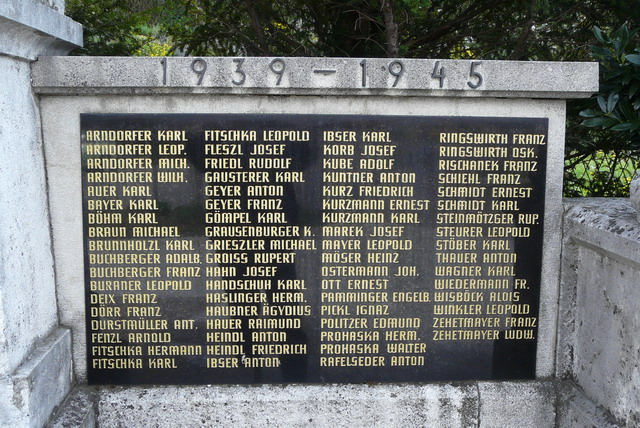 1939 – 1945
ARNDORFER KARL
ARNDORFER LEOP.
ARNDORFER MICH.
ARNDORFER WILH.
AUER KARL
BAYER KARL
BÖHM KARL
BRAUN MICHAEL
BRUNNHOLZL KARL
BUCHBERGER ADALB.
BUCHBERGER FRANZ
BURANER LEOPOLD
DEIX FRANZ
DÖRR FRANZ
DURSTMÜLLER ANT.
FENZL ARNOLD
FITSCHKA HERMANN
FITSCHKA KARL
FITSCHKA LEOPOLD
FLESZL JOSEF
FRIEDL RUDOLF
GAUSTERER KARL
GEYER ANTON
GEYER FRANZ
GÖMPEL KARL
GRAUSENBURGER K.
GRIESZLER MICHAEL
GROISS RUPERT
HAHN JOSEF
HANDSCHUH KARL
HASLINGER HERM.
HAUBNER ÄGYDIUS
HAUER RAIMUND
HEINDL ANTON
HEINDL FRIEDRICH
IBSER ANTON
IBSER KARL
KORB JOSEF
KUBE ADOLF
KUNTNER ANTON
KURZ FRIEDRICH
KURZMANN ERNEST
KURZMANN KARL
MAREK JOSEF
MAYER LEOPOLD
MÖSER HEINZ
OSTERMANN JOH.
OTT ERNEST
PAMMINGER ENGELB.
PICKL IGNAZ
POLITZER EDMUND
PROHASKA HERM.
PROHASKA WALTER
RAFELSEDER ANTON
RINGSWIRTH FRANZ
RINGSWIRTH OSK.
RISCHANEK FRANZ
SCHIEHL FRANZ
SCHMIDT ERNEST
SCHMIDT KARL
STEINMÖTZGER RUP.
STEURER LEOPOLD
STÖBER KARL
THAUER ANTON
WAGNER KARL
WIEDERMANN FR.
WISBÖCK ALOIS
WINKLER LEOPOLD
ZEHETMAYER FRANZ
ZEHETMAYER LUDW.